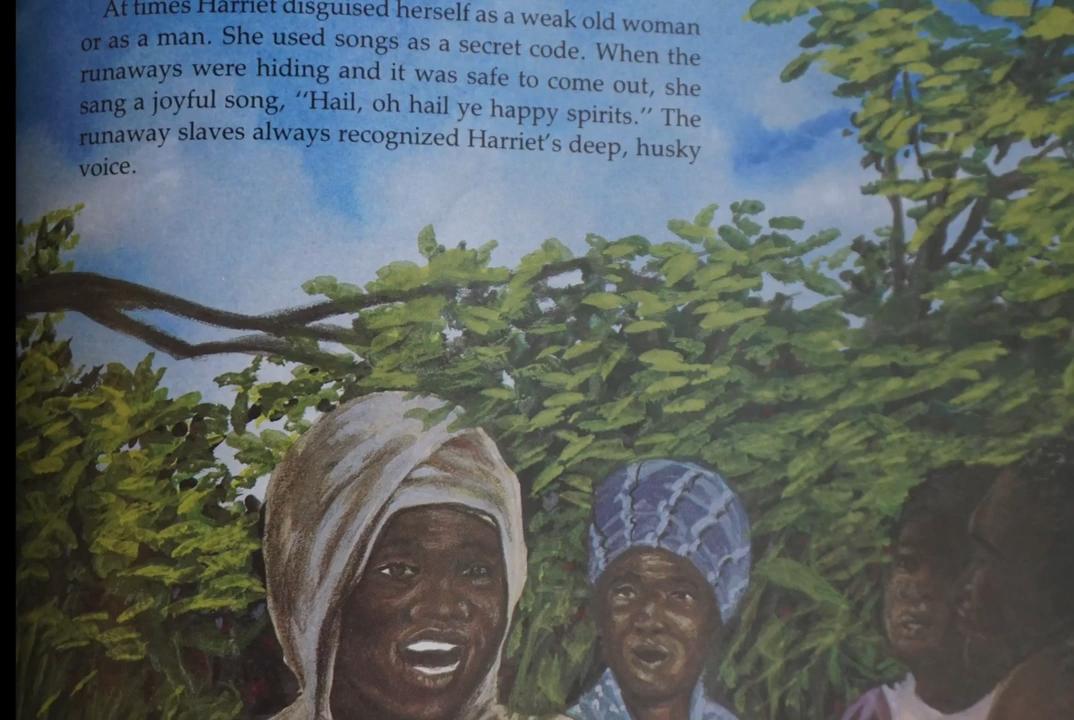 At times Harriet disguised herself as a weak old woman
or as a man. She used songs as a secret code. When the
runaways were hiding and it was safe to come out, she
sang a joyful song, “Hail, oh hail ye happy spirits.” The
runaway slaves always recognized Harriet’s deep, husky
voice.